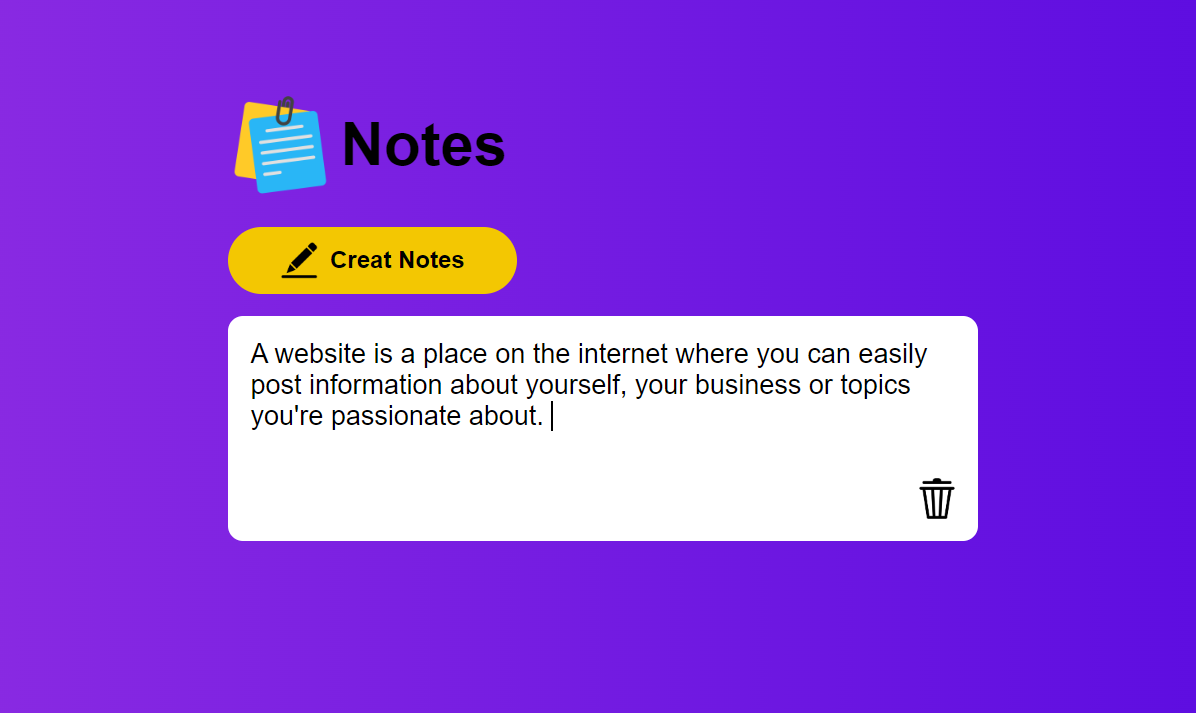 Notes
Creat Notes
A website is a place on the internet where you can easily
post information about yourself, your business or topics
you're passionate about.